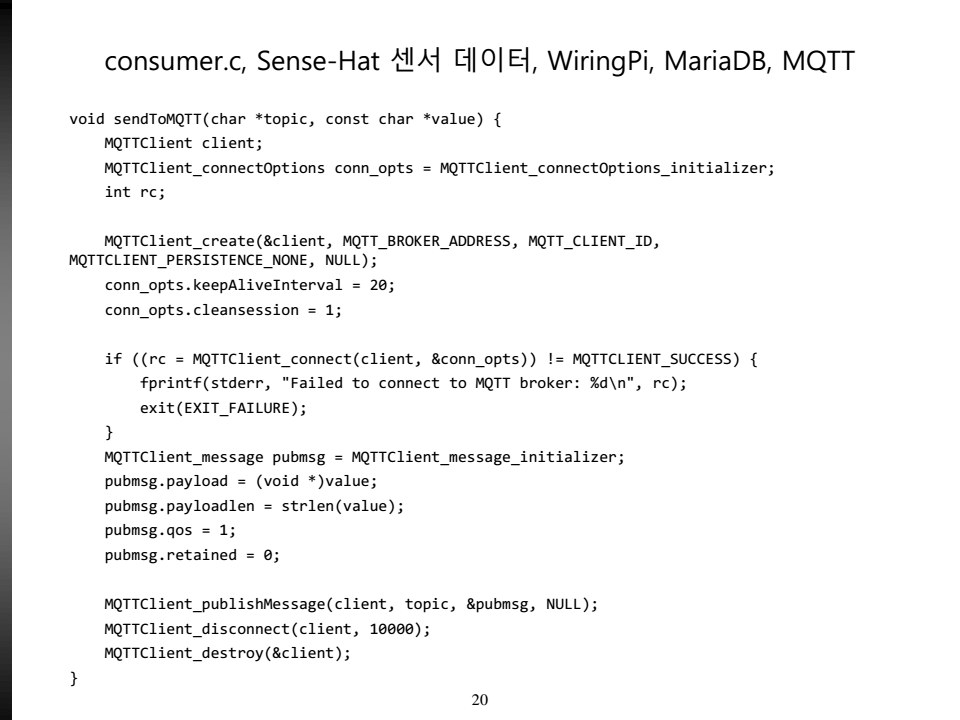 consumer.c, Sense-Hat 센서 데이터, WiringPi, MariaDB, MQTT
void sendToMQTT(char *topic, const char *value) {
    MQTTClient client;
    MQTTClient_connectOptions conn_opts = MQTTClient_connectOptions_initializer;
    int rc;
    MQTTClient_create(&client, MQTT_BROKER_ADDRESS, MQTT_CLIENT_ID,
MQTTCLIENT_PERSISTENCE_NONE, NULL);
    conn_opts.keepAliveInterval = 20;
    conn_opts.cleansession = 1;
    if ((rc = MQTTClient_connect(client, &conn_opts)) != MQTTCLIENT_SUCCESS) {
        fprintf(stderr, "Failed to connect to MQTT broker: %d\n", rc);
        exit(EXIT_FAILURE);
    }
    MQTTClient_message pubmsg = MQTTClient_message_initializer;
    pubmsg.payload = (void *)value;
    pubmsg.payloadlen = strlen(value);
    pubmsg.qos = 1;
    pubmsg.retained = 0;
    MQTTClient_publishMessage(client, topic, &pubmsg, NULL);
    MQTTClient_disconnect(client, 10000);
    MQTTClient_destroy(&client);
}
20